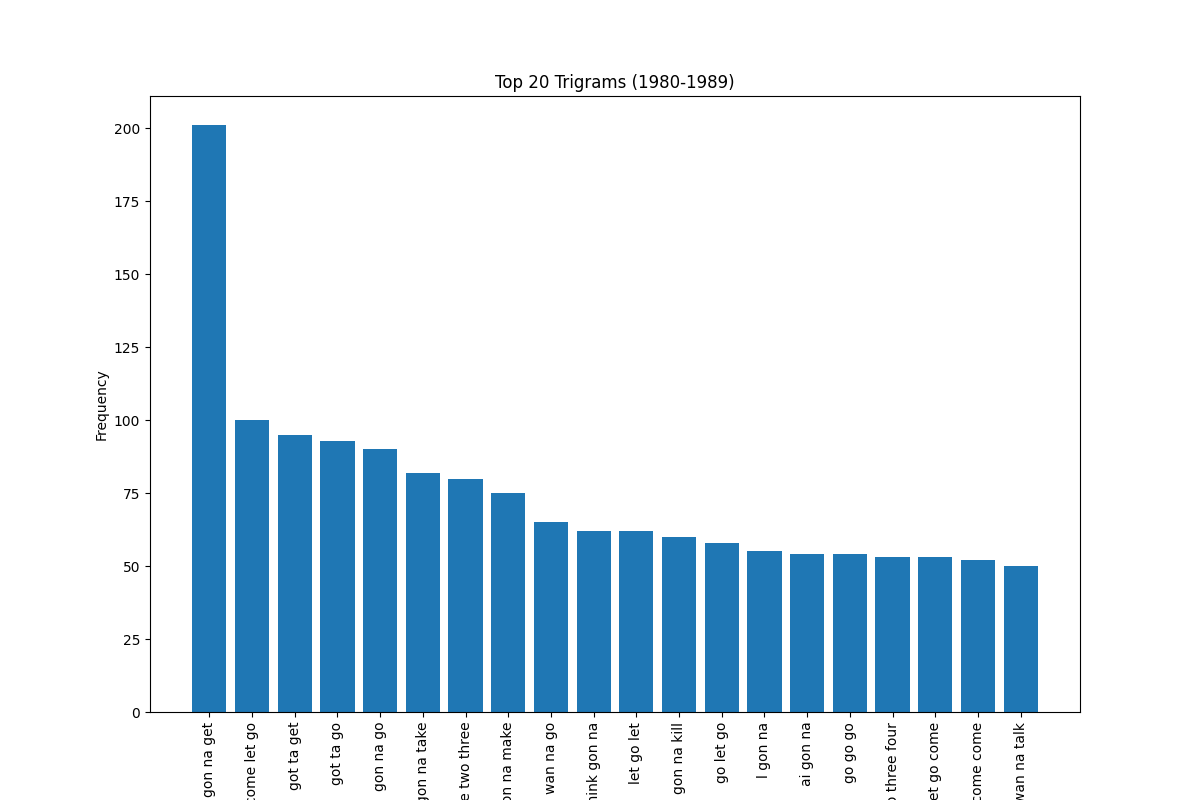 Top 20 Trigrams (1980-1989)
200
175
150
125
100
75
50
25
0
Frequency
gon na get
come let go
got ta get
got ta go
gon na go
gon na take
two three
na make
wan na go
gon na
let go let
gon na kill
go let go
I gon na
ai gon na
go go go
three four
go come
come come
wan na talk